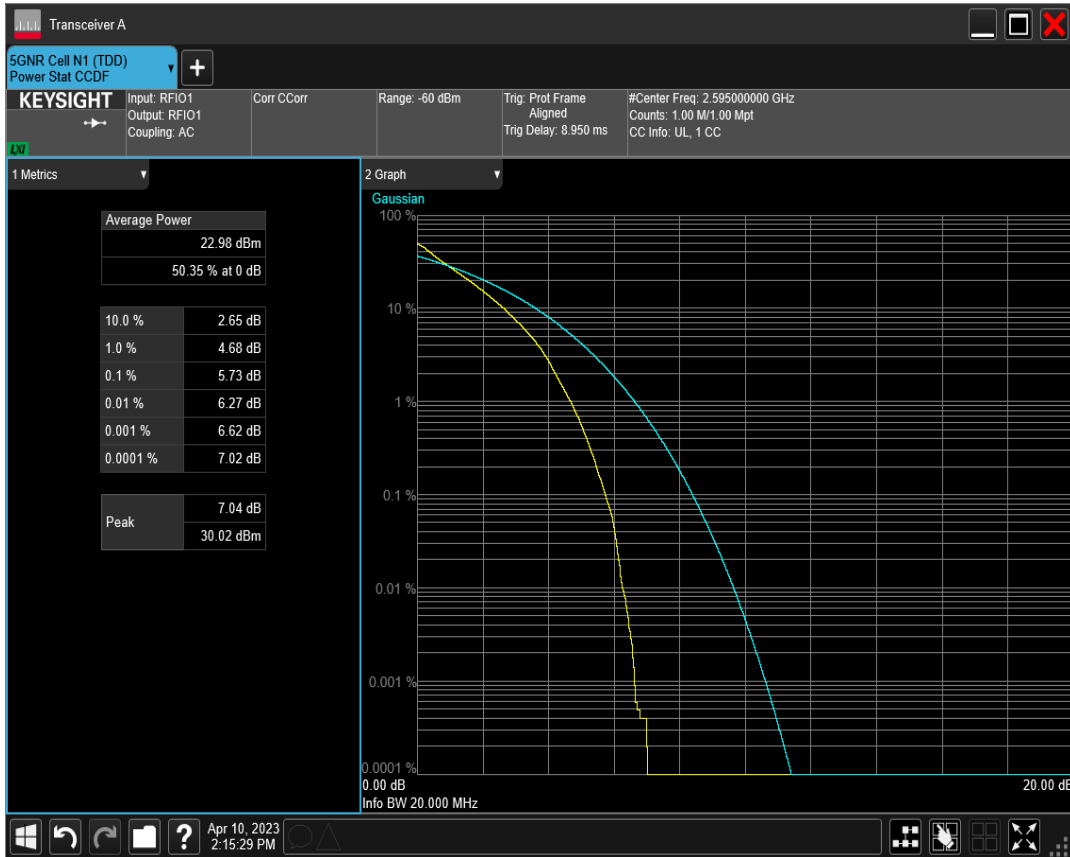 Transceiver A
5GNR Cell N1 (TDD)
Power Stat CCDF
+
KEYSIGHT
LXI
Input: RFIO1
Output: RFIO1
Coupling: AC
Corr CCorr
Range: -60 dBm
Trig: Prot Frame
Aligned
Trig Delay: 8.950 ms
#Center Freq: 2.595000000 GHz
Counts: 1.00 M/1.00 Mpt
CC Info: UL, 1 CC
1 Metrics
Average Power
22.98 dBm
50.35 % at 0 dB
10.0 % 2.65 dB
1.0 % 4.68 dB
0.1 % 5.73 dB
0.01 % 6.27 dB
0.001 % 6.62 dB
0.0001 % 7.02 dB
Peak 7.04 dB
30.02 dBm
2 Graph
Gaussian
100 %
10 %
1 %
0.1 %
0.01 %
0.001 %
0.0001 %
0.00 dB 20.00 dB
Info BW 20.000 MHz
?
Apr 10, 2023
2:15:29 PM